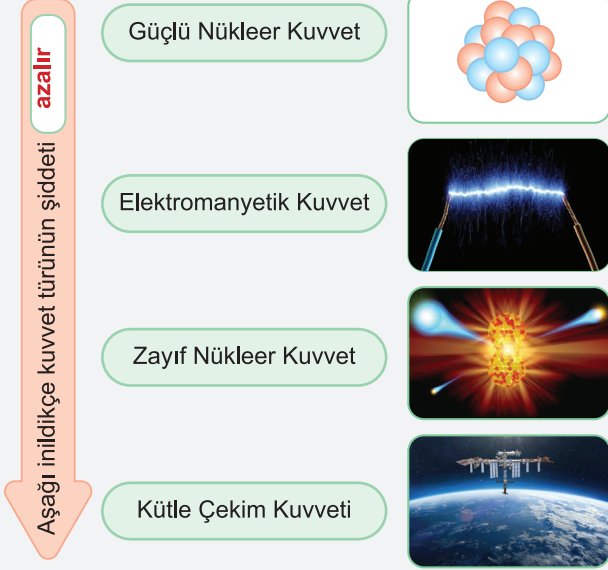 Aşağı inildikçe kuvvet türünün şiddeti azalır
Güçlü Nükleer Kuvvet
Elektromanyetik Kuvvet
Zayıf Nükleer Kuvvet
Kütle Çekim Kuvveti